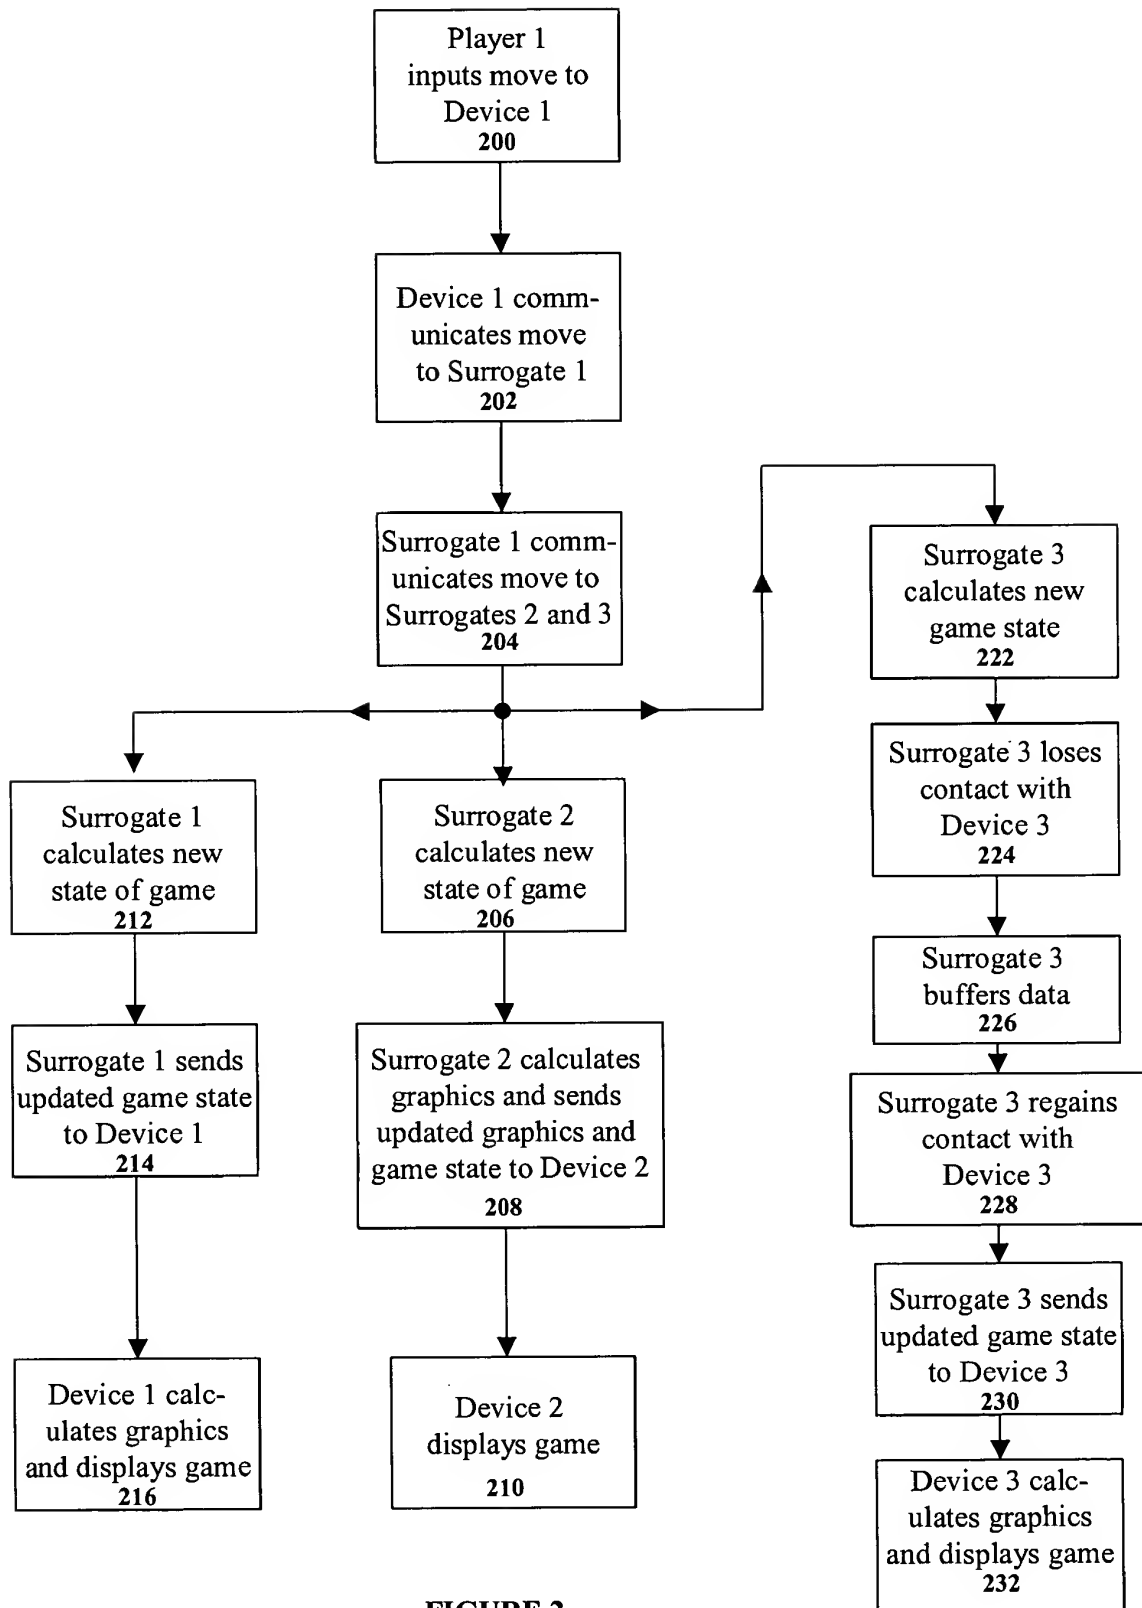 Player 1
inputs move to
Device 1
200
Device 1 comm-
unicates move
to Surrogate 1
202
Surrogate 1 comm-
unicates move to
Surrogates 2 and 3
204
Surrogate 1
calculates new
state of game
212
Surrogate 1 sends
updated game state
to Device 1
214
Device 1 calc-
ulates graphics
and displays game
216
Surrogate 2
calculates new
state of game
206
Surrogate 2 calculates
graphics and sends
updated graphics and
game state to Device 2
208
Device 2
displays game
210
Surrogate 3
calculates new
game state
222
Surrogate 3 loses
contact with
Device 3
224
Surrogate 3
buffers data
226
Surrogate 3 regains
contact with
Device 3
228
Surrogate 3 sends
updated game state
to Device 3
230
Device 3 calc-
ulates graphics
and displays game
232
FIGURE 2